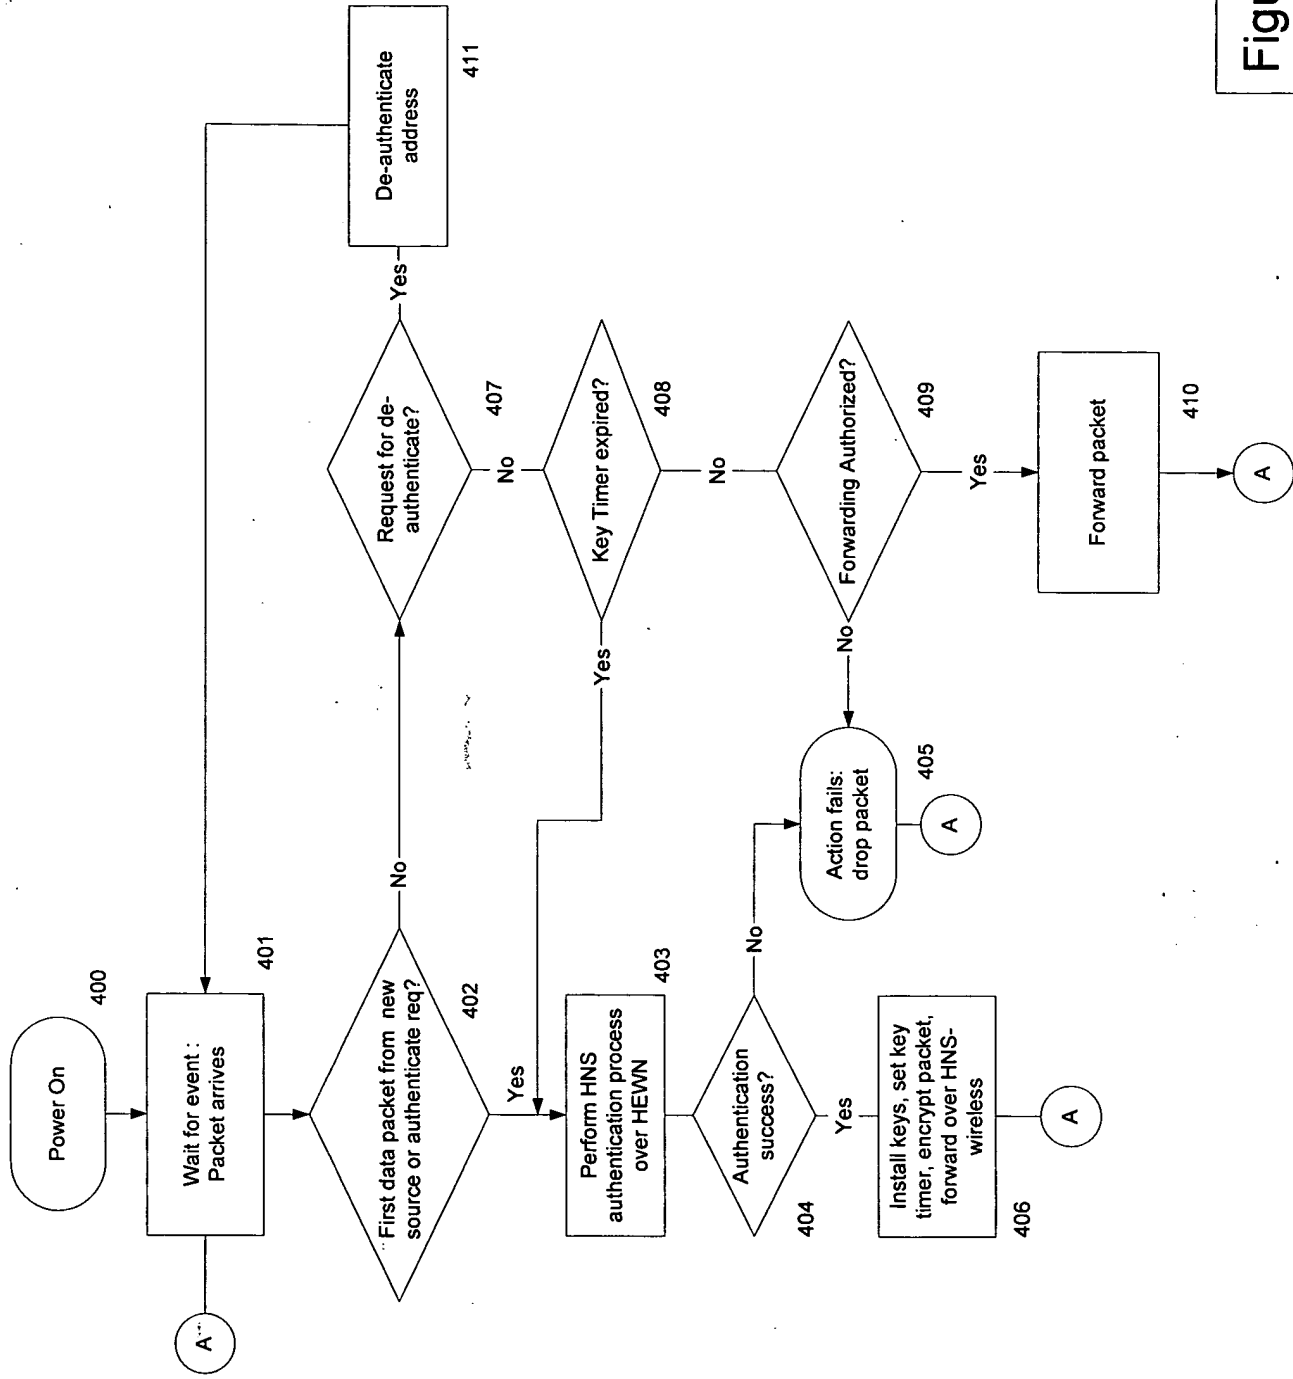 Power On
400
Wait for event :
Packet arrives
401
A
First data packet from new
source or authenticate req?
402
No
Yes
Request for de-
authenticate?
407
Yes
De-authenticate
address
411
No
Key Timer expired?
408
Yes
No
Forwarding Authorized?
409
No
Yes
Forward packet
410
A
Perform HNS
authentication process
over HEWN
403
Authentication
success?
404
No
Action fails:
drop packet
405
A
Yes
Install keys, set key
timer, encrypt packet,
forward over HNS-
wireless
406
A